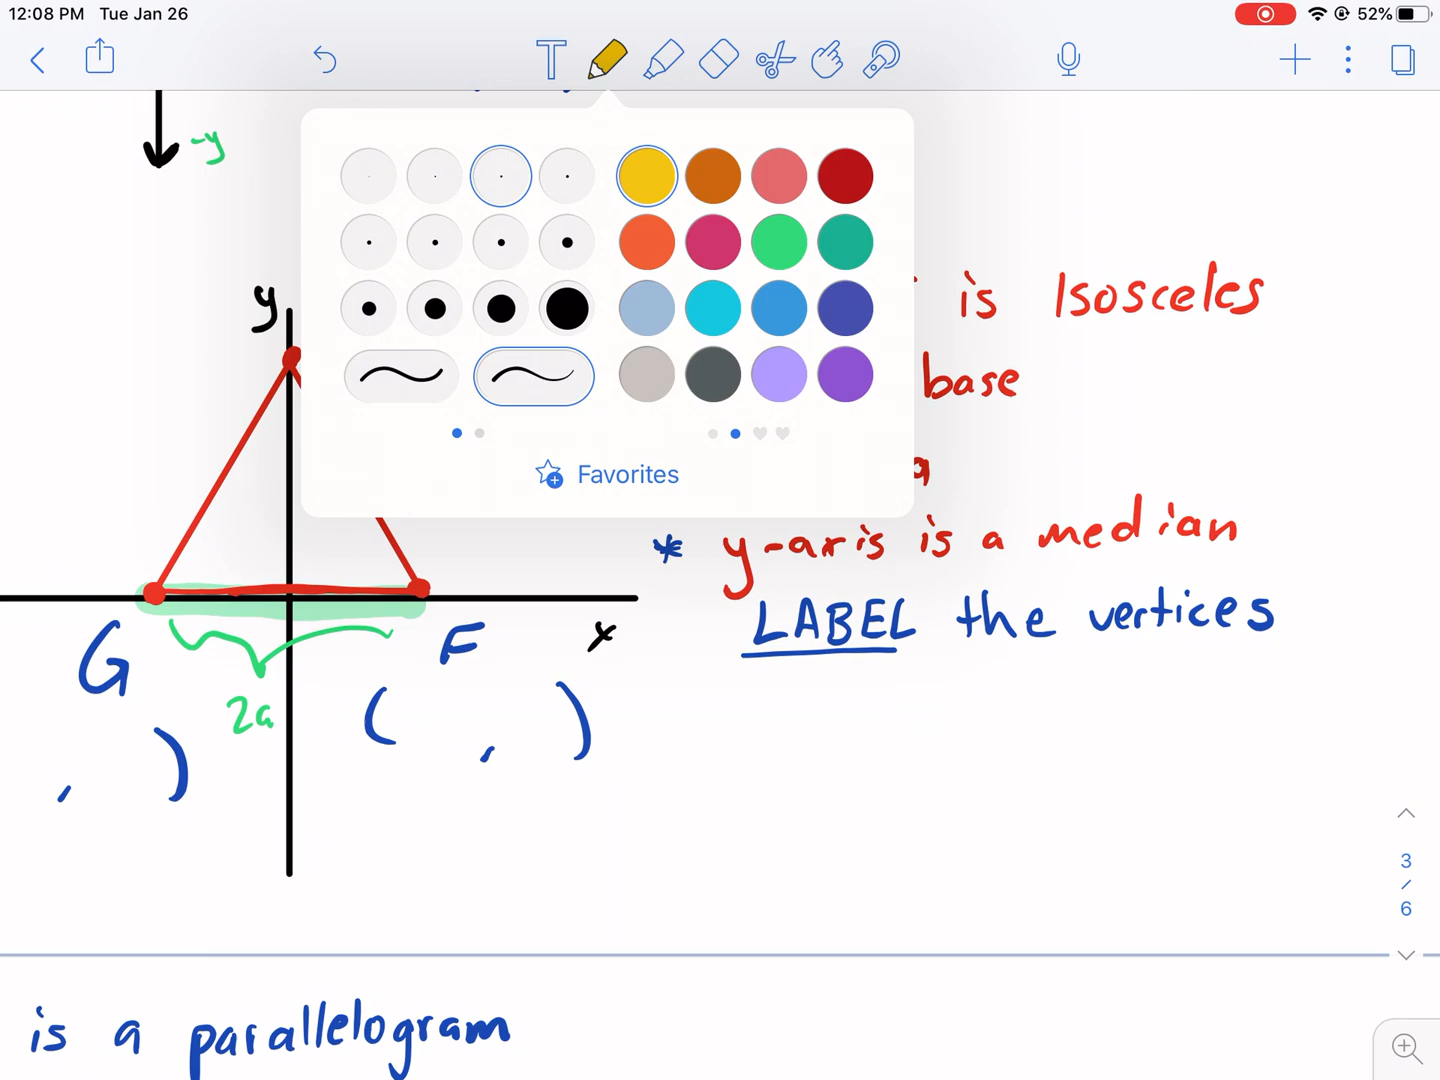 12:08 PM Tue Jan 26
52%
T
-y
y
is Isosceles
base
Favorites
* y-axis is a median
LABEL the vertices
G
F
x
2a
( , )
, )
3
/
6
is a parallelogram